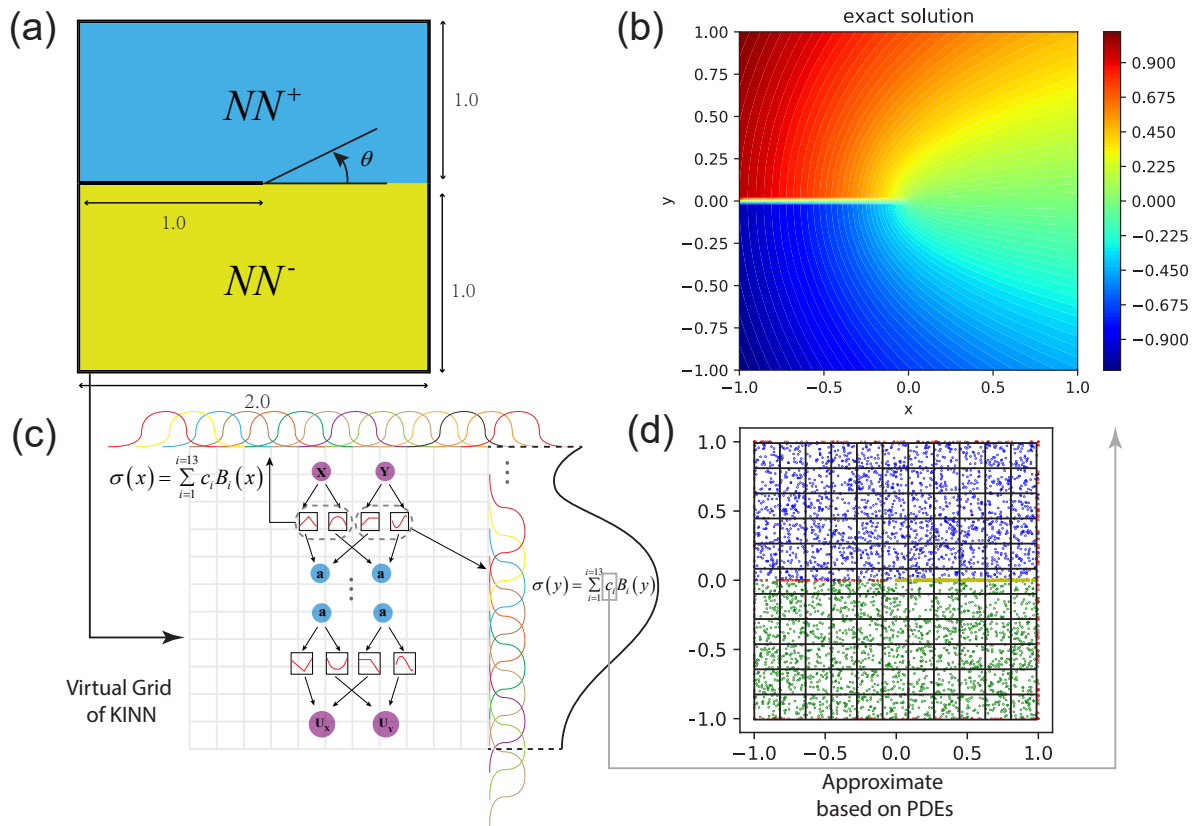 (a)
NN⁺
θ
1.0
1.0
NN⁻
1.0
2.0
(b)
exact solution
1.00
0.75
0.50
0.25
0.00
−0.25
−0.50
−0.75
−1.00
y
−1.0
−0.5
0.0
0.5
1.0
x
0.900
0.675
0.450
0.225
0.000
−0.225
−0.450
−0.675
−0.900
(c)
σ(x) = ∑_{i=1}^{i=13} c_i B_i(x)
X
Y
a
a
a
a
U_x
U_Y
σ(y) = ∑_{i=1}^{i=13} c_i B_i(y)
Virtual Grid
of KINN
(d)
1.0
0.5
0.0
−0.5
−1.0
−1.0
−0.5
0.0
0.5
1.0
Approximate
based on PDEs